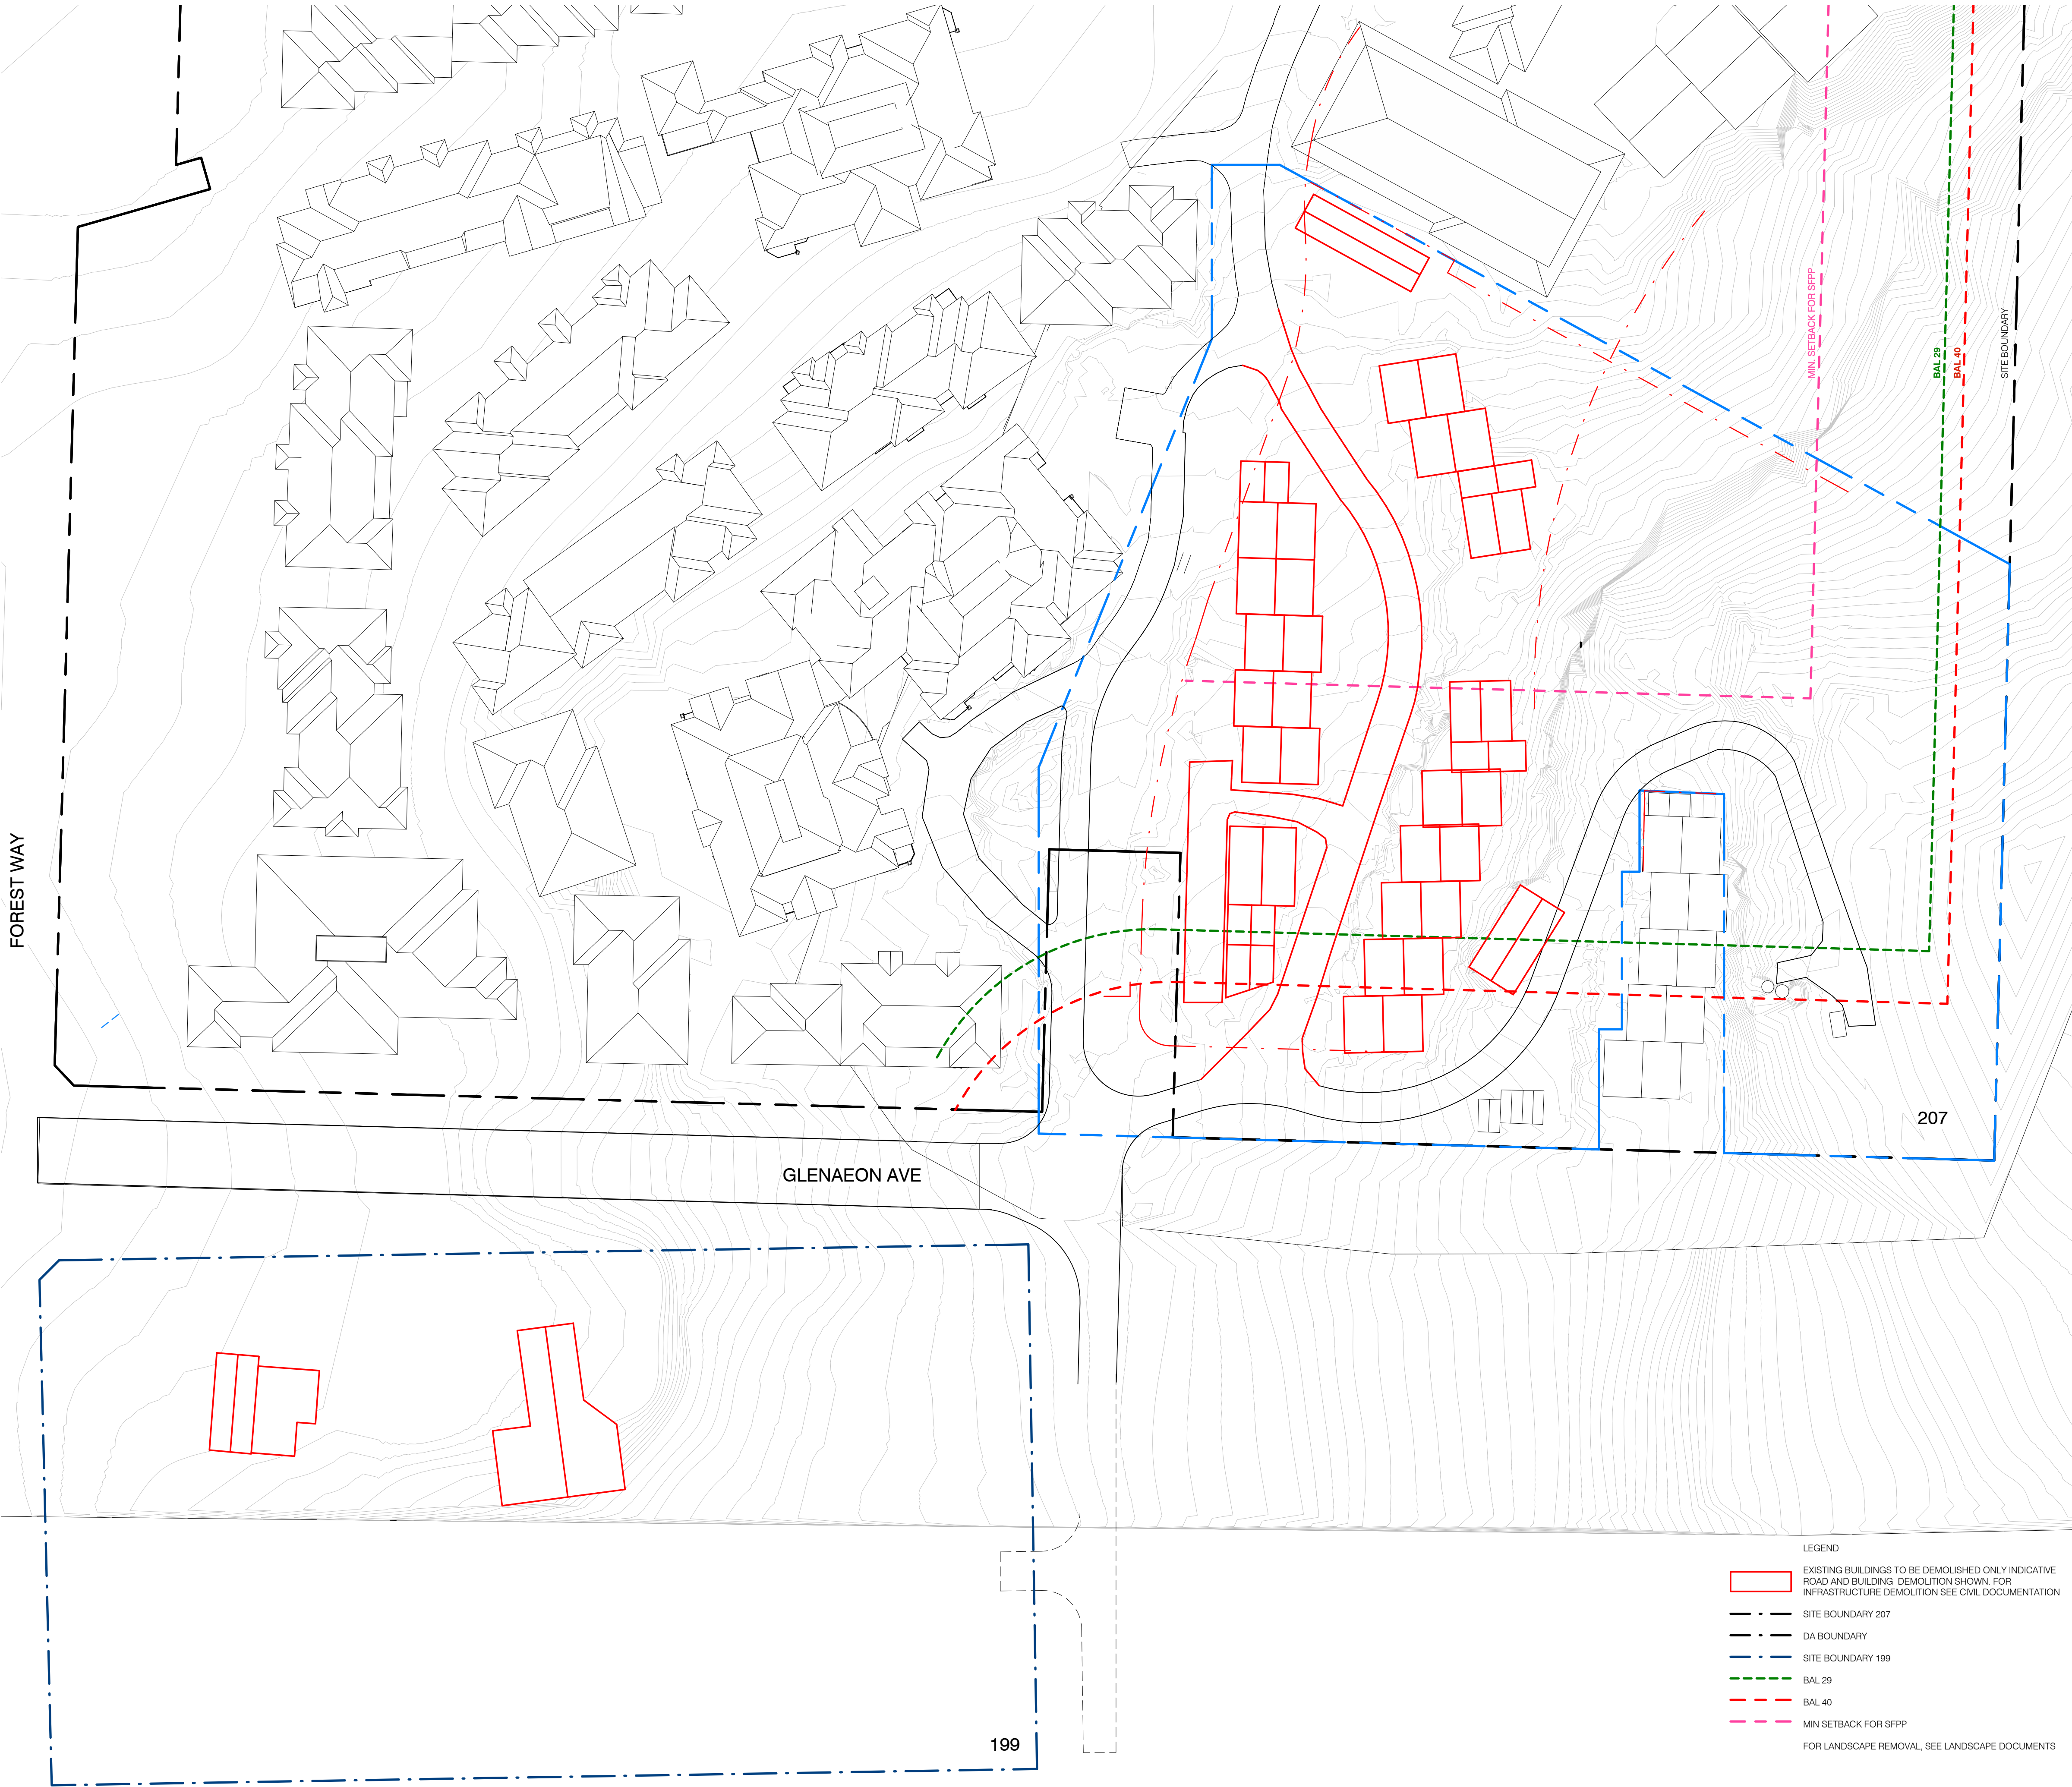 MIN. SETBACK FOR SFPP
BAL 29
BAL 40
SITE BOUNDARY
FOREST WAY
207
GLENAEON AVE
199
LEGEND
EXISTING BUILDINGS TO BE DEMOLISHED ONLY INDICATIVE
ROAD AND BUILDING DEMOLITION SHOWN. FOR
INFRASTRUCTURE DEMOLITION SEE CIVIL DOCUMENTATION
SITE BOUNDARY 207
DA BOUNDARY
SITE BOUNDARY 199
BAL 29
BAL 40
MIN SETBACK FOR SFPP
FOR LANDSCAPE REMOVAL, SEE LANDSCAPE DOCUMENTS